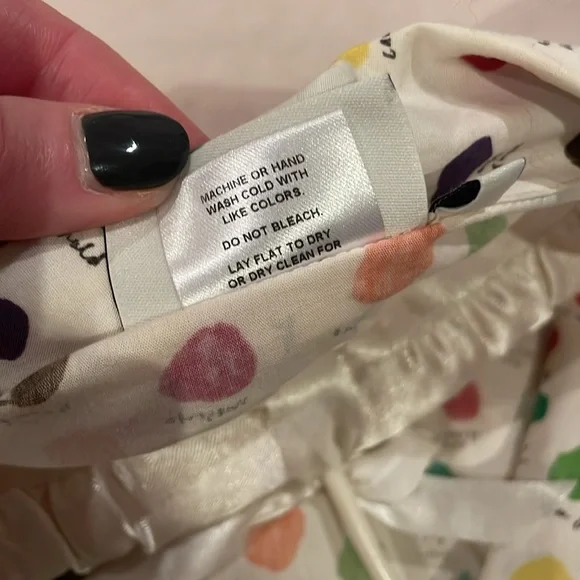 MACHINE OR HAND
WASH COLD WITH
LIKE COLORS.
DO NOT BLEACH.
LAY FLAT TO DRY
OR DRY CLEAN FOR